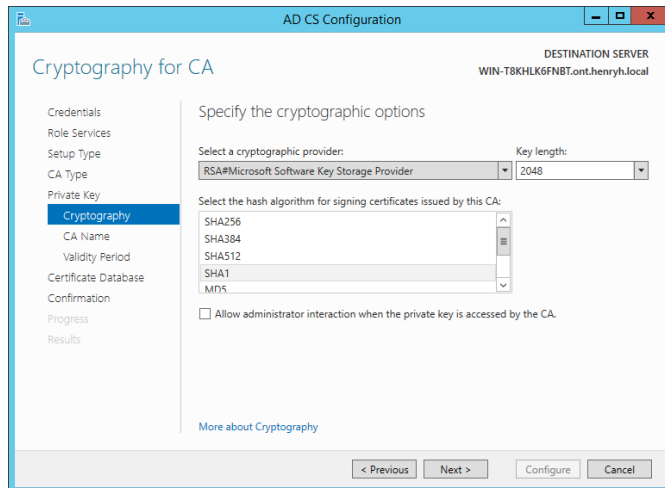 AD CS Configuration
Cryptography for CA
DESTINATION SERVER
WIN-T8KHLK6FNBT.ont.henryh.local
Credentials
Role Services
Setup Type
CA Type
Private Key
Cryptography
CA Name
Validity Period
Certificate Database
Confirmation
Progress
Results
Specify the cryptographic options
Select a cryptographic provider:
Key length:
RSA#Microsoft Software Key Storage Provider
2048
Select the hash algorithm for signing certificates issued by this CA:
SHA256
SHA384
SHA512
SHA1
MD5
Allow administrator interaction when the private key is accessed by the CA.
More about Cryptography
< Previous
Next >
Configure
Cancel